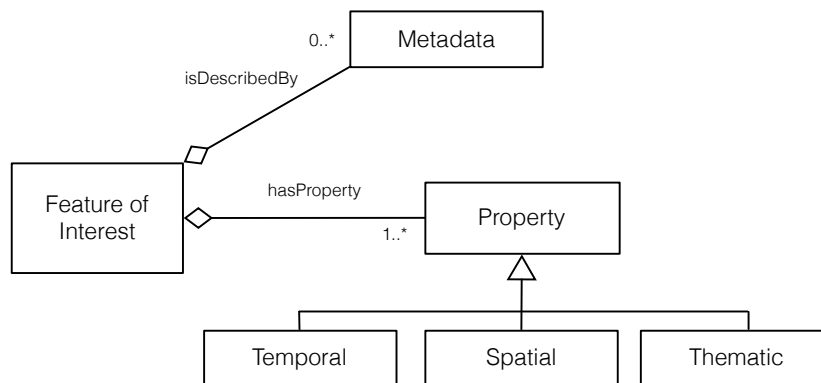 0..*
Metadata
isDescribedBy
Feature of
Interest
hasProperty
Property
1..*
Temporal
Spatial
Thematic